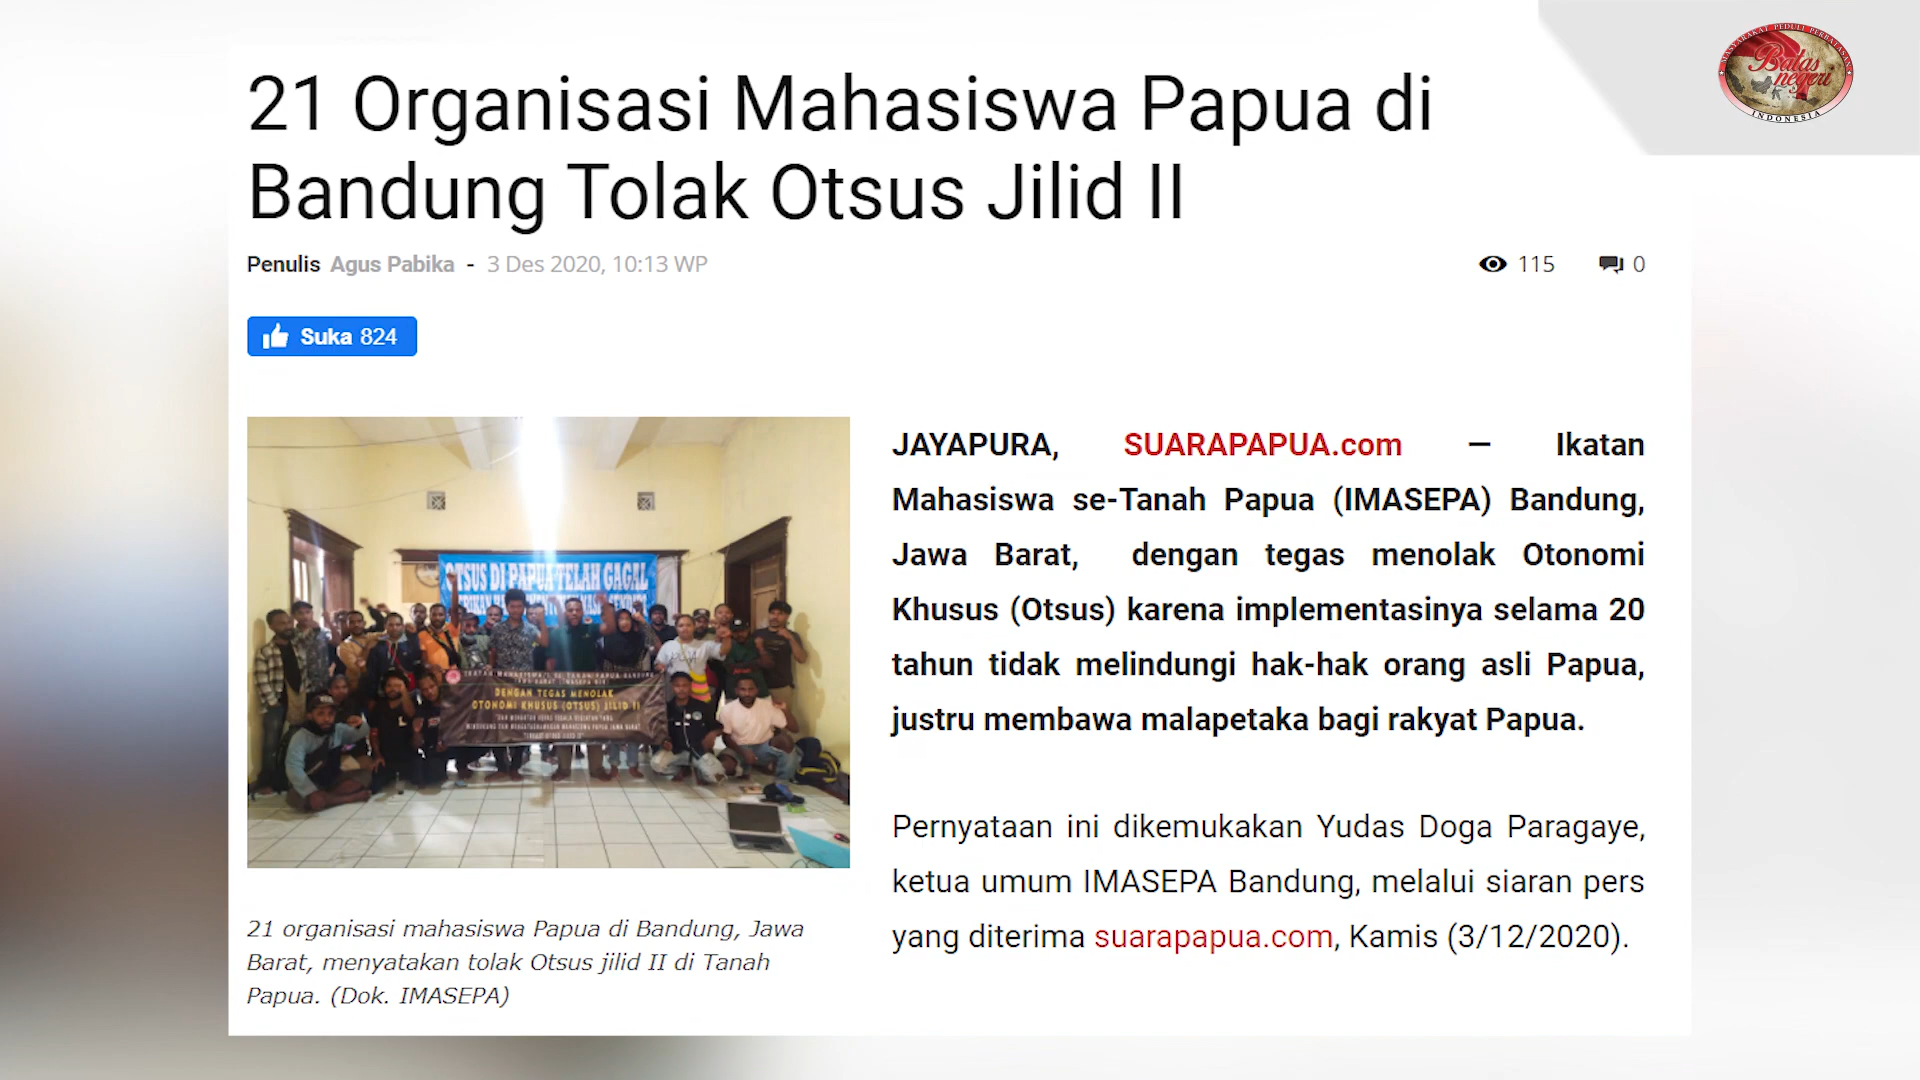 MASYARAKAT PEDULI PERBATASAN
Batas
negeri
INDONESIA
21 Organisasi Mahasiswa Papua di
Bandung Tolak Otsus Jilid II
Penulis Agus Pabika - 3 Des 2020, 10:13 WP
115 0
Suka 824
OTSUS DI PAPUA TELAH GAGAL
DENGAN TEGAS MENOLAK
OTONOMI KHUSUS (OTSUS) JILID II
21 organisasi mahasiswa Papua di Bandung, Jawa
Barat, menyatakan tolak Otsus jilid II di Tanah
Papua. (Dok. IMASEPA)
JAYAPURA, SUARAPAPUA.com — Ikatan
Mahasiswa se-Tanah Papua (IMASEPA) Bandung,
Jawa Barat, dengan tegas menolak Otonomi
Khusus (Otsus) karena implementasinya selama 20
tahun tidak melindungi hak-hak orang asli Papua,
justru membawa malapetaka bagi rakyat Papua.
Pernyataan ini dikemukakan Yudas Doga Paragaye,
ketua umum IMASEPA Bandung, melalui siaran pers
yang diterima suarapapua.com, Kamis (3/12/2020).